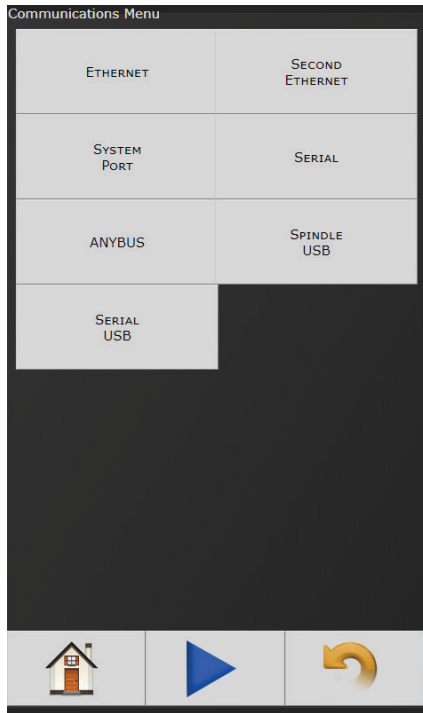 Communications Menu
Ethernet
Second
Ethernet
System
Port
Serial
ANYBUS
Spindle
USB
Serial
USB